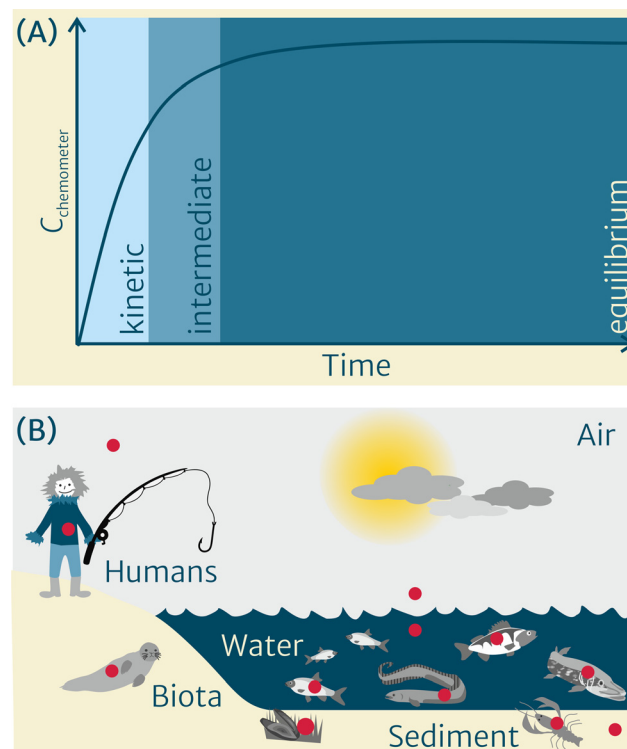 (A)
Cchemometer
kinetic
intermediate
equilibrium
Time
(B)
Air
Humans
Water
Biota
Sediment